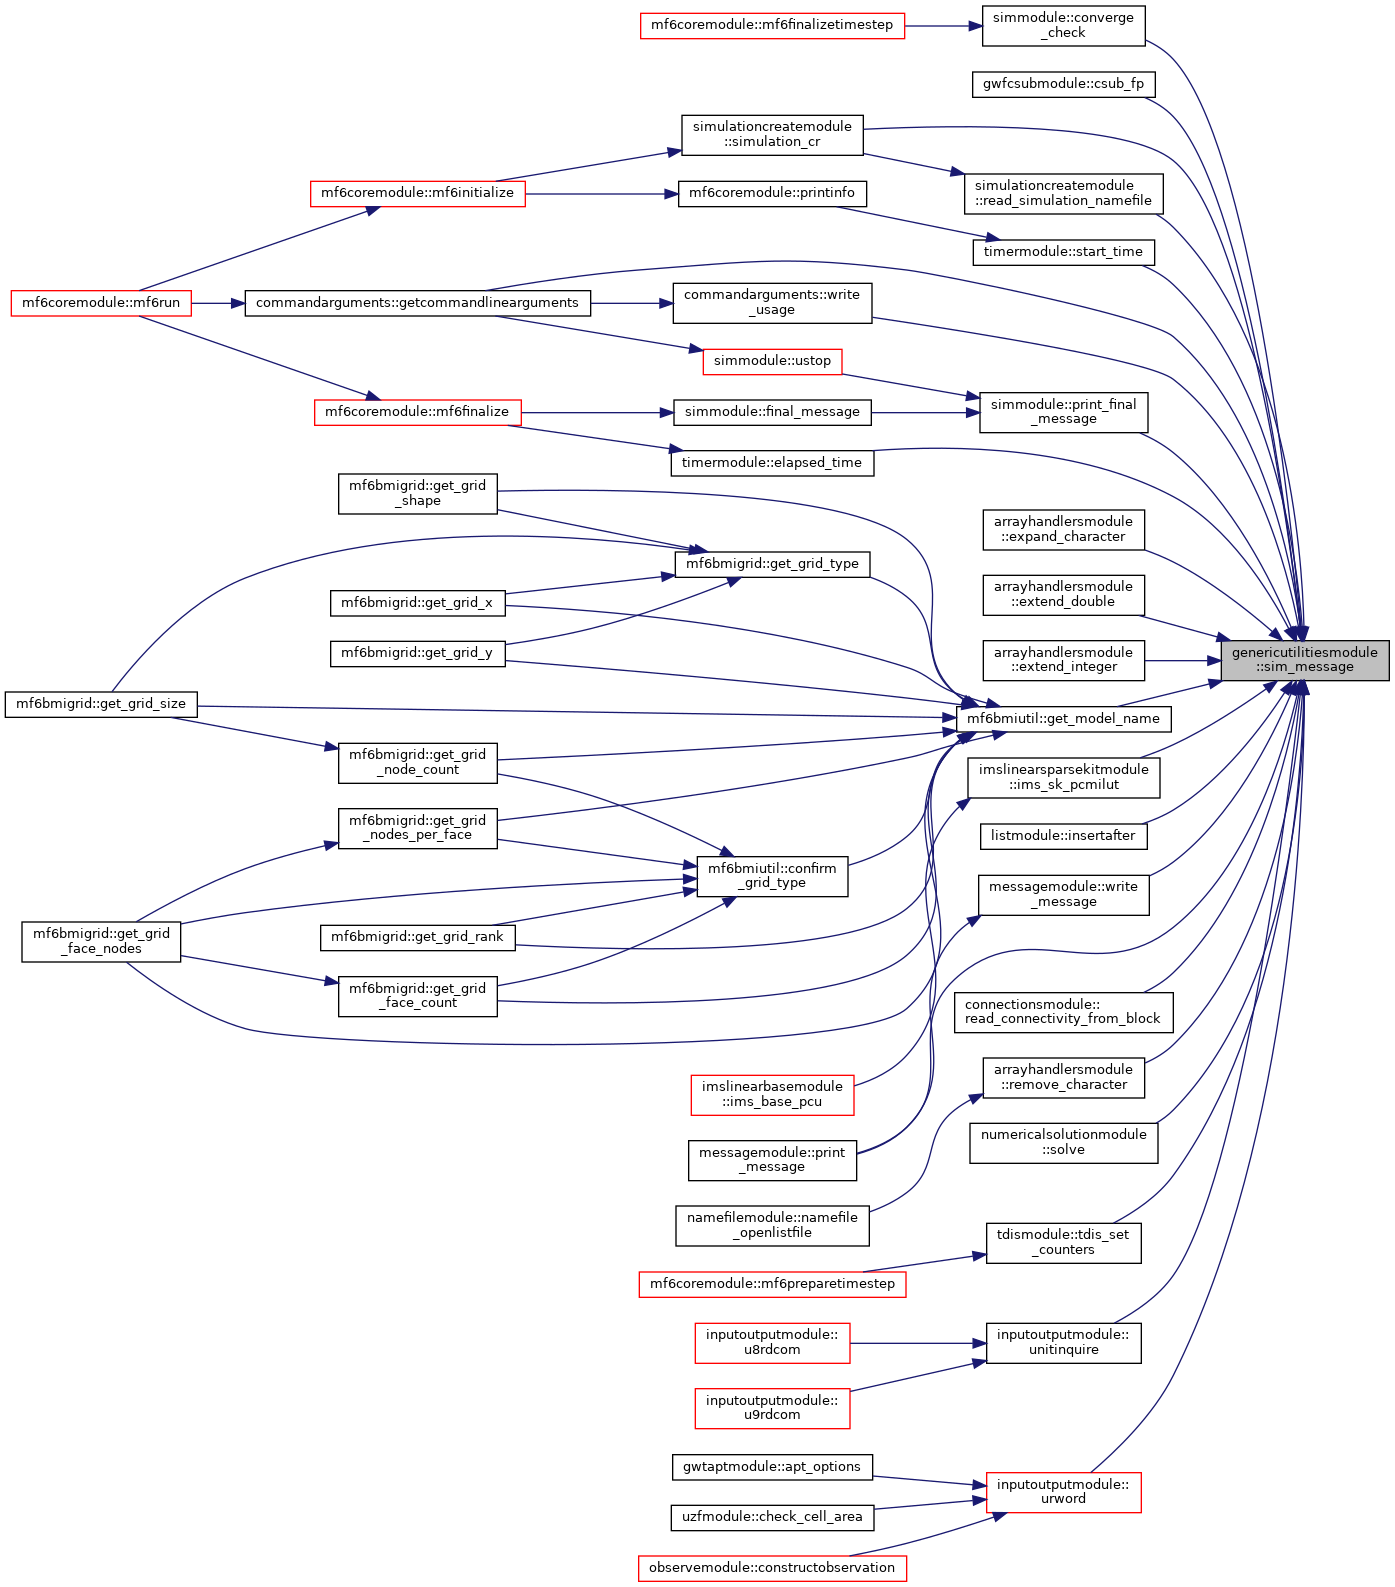 mf6coremodule::mf6finalizetimestep
simmodule::converge
_check
gwfcsubmodule::csub_fp
simulationcreatemodule
::simulation_cr
simulationcreatemodule
::read_simulation_namefile
mf6coremodule::mf6initialize
mf6coremodule::printinfo
timermodule::start_time
mf6coremodule::mf6run
commandarguments::getcommandlinearguments
commandarguments::write
_usage
simmodule::ustop
mf6coremodule::mf6finalize
simmodule::final_message
simmodule::print_final
_message
timermodule::elapsed_time
mf6bmigrid::get_grid
_shape
arrayhandlersmodule
::expand_character
mf6bmigrid::get_grid_type
mf6bmigrid::get_grid_x
arrayhandlersmodule
::extend_double
mf6bmigrid::get_grid_y
arrayhandlersmodule
::extend_integer
genericutilitiesmodule
::sim_message
mf6bmigrid::get_grid_size
mf6bmiutil::get_model_name
mf6bmigrid::get_grid
_node_count
imslinearsparsekitmodule
::ims_sk_pcmilut
mf6bmigrid::get_grid
_nodes_per_face
listmodule::insertafter
mf6bmiutil::confirm
_grid_type
messagemodule::write
_message
mf6bmigrid::get_grid
_face_nodes
mf6bmigrid::get_grid_rank
mf6bmigrid::get_grid
_face_count
connectionsmodule::
read_connectivity_from_block
imslinearbasemodule
::ims_base_pcu
arrayhandlersmodule
::remove_character
messagemodule::print
_message
numericalsolutionmodule
::solve
namefilemodule::namefile
_openlistfile
tdismodule::tdis_set
_counters
mf6coremodule::mf6preparetimestep
inputoutputmodule::
u8rdcom
inputoutputmodule::
unitinquire
inputoutputmodule::
u9rdcom
gwtaptmodule::apt_options
inputoutputmodule::
urword
uzfmodule::check_cell_area
observemodule::constructobservation